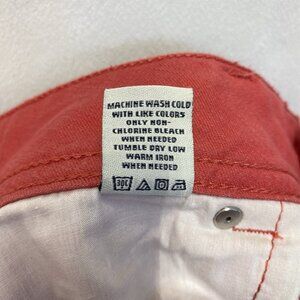 MACHINE WASH COLD
WITH LIKE COLORS
ONLY NON-
CHLORINE BLEACH
WHEN NEEDED
TUMBLE DRY LOW
WARM IRON
WHEN NEEDED
30C